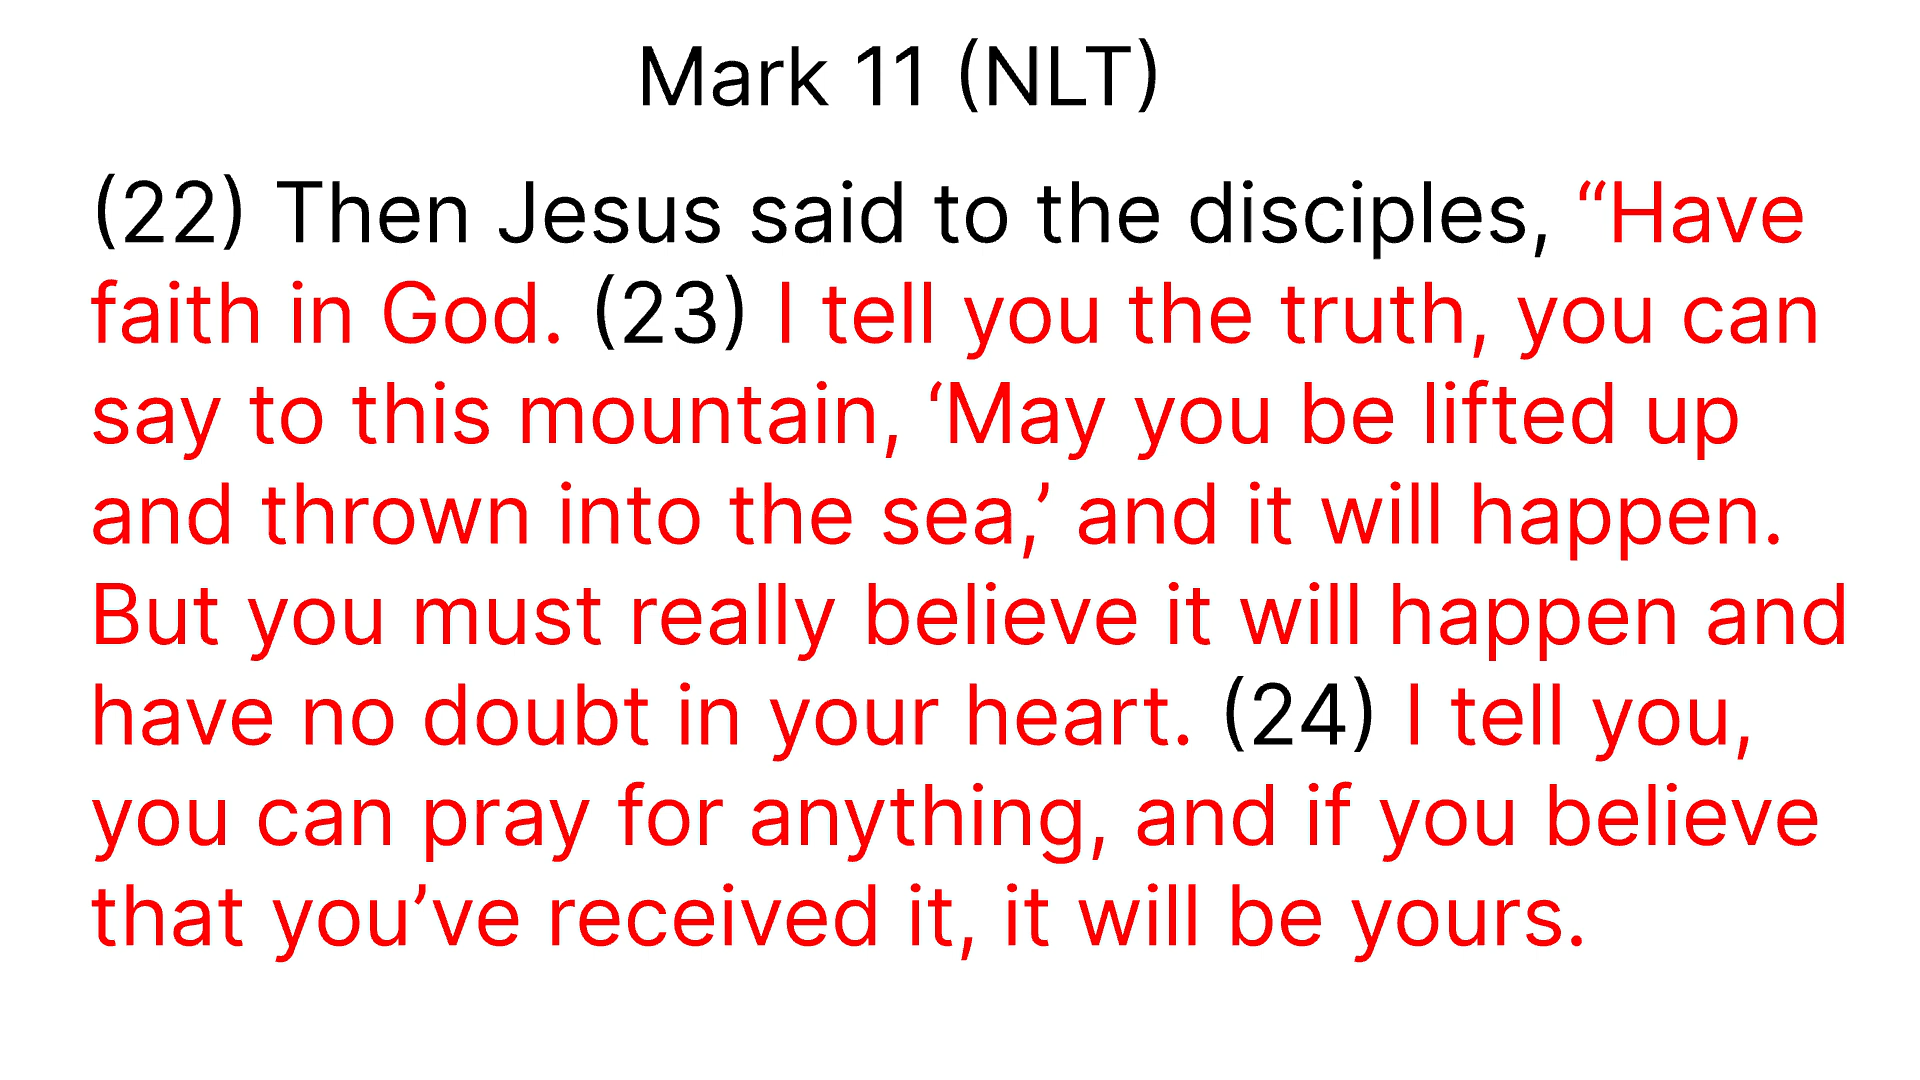 Mark 11 (NLT)
(22) Then Jesus said to the disciples, “Have
faith in God. (23) I tell you the truth, you can
say to this mountain, ‘May you be lifted up
and thrown into the sea,’ and it will happen.
But you must really believe it will happen and
have no doubt in your heart. (24) I tell you,
you can pray for anything, and if you believe
that you’ve received it, it will be yours.